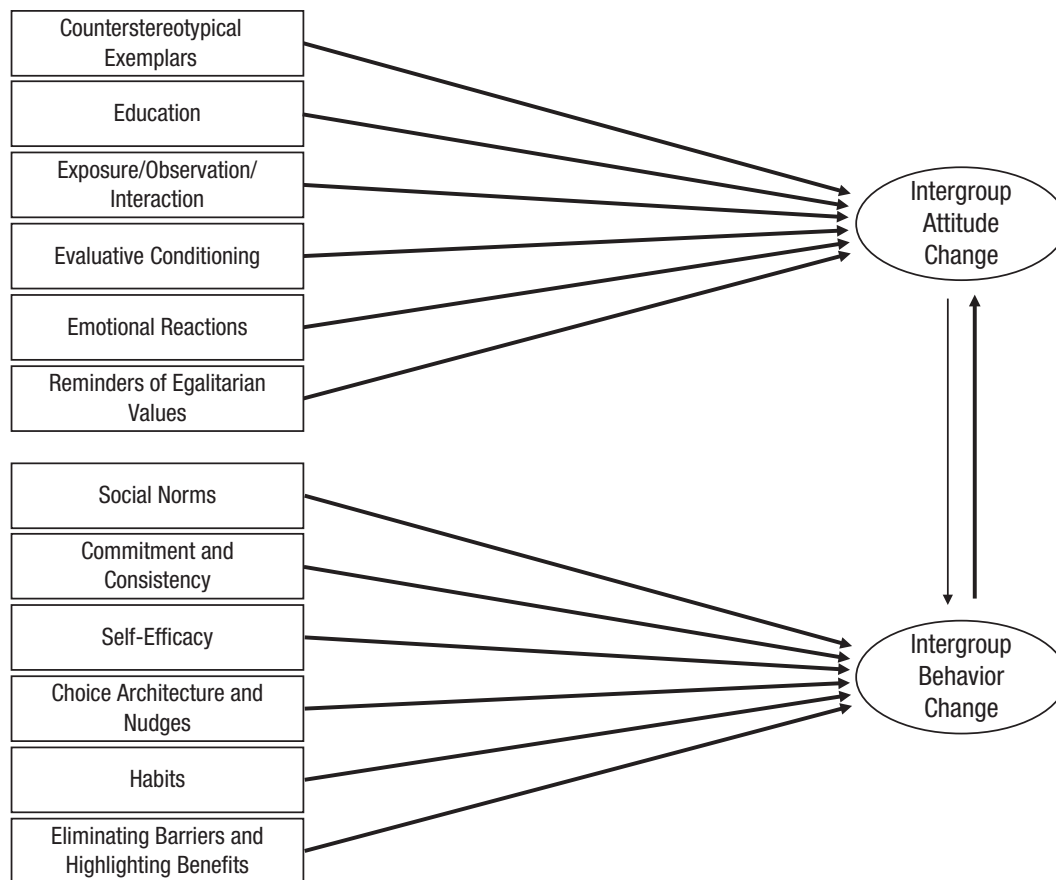 Counterstereotypical
Exemplars
Education
Exposure/Observation/
Interaction
Evaluative Conditioning
Emotional Reactions
Reminders of Egalitarian
Values
Intergroup
Attitude
Change
Social Norms
Commitment and
Consistency
Self-Efficacy
Choice Architecture and
Nudges
Habits
Eliminating Barriers and
Highlighting Benefits
Intergroup
Behavior
Change